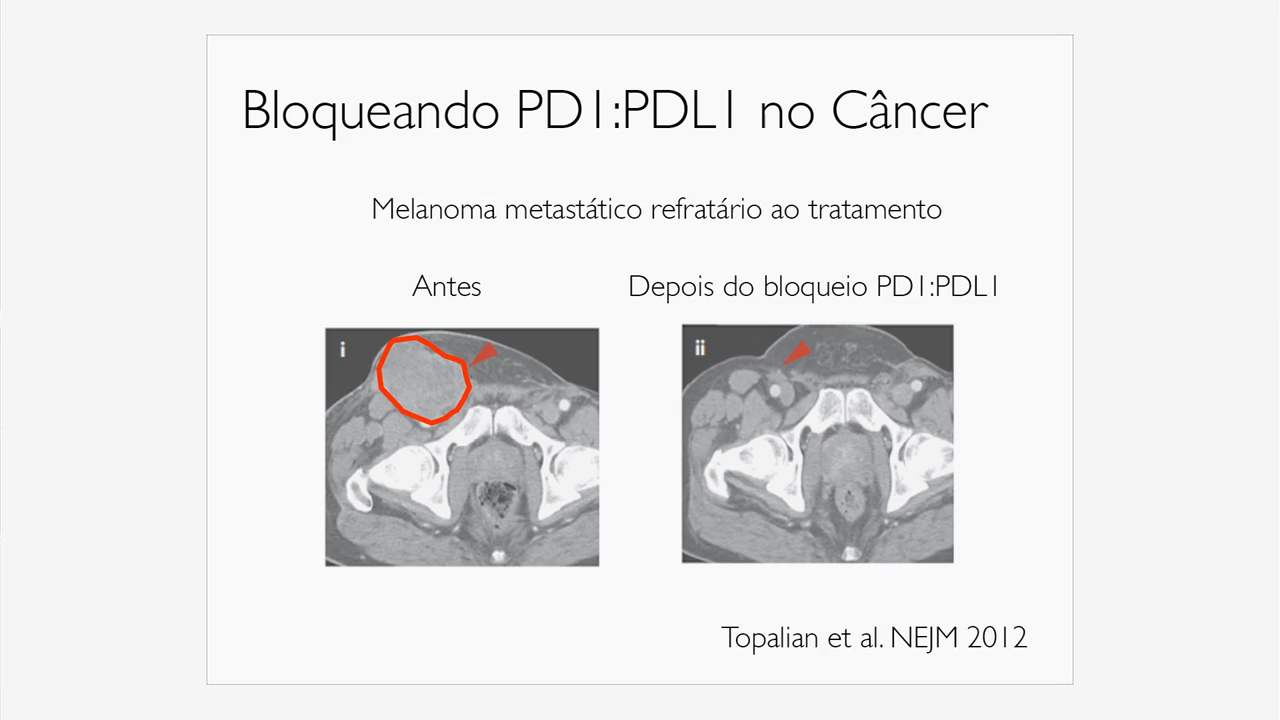 Bloqueando PD1:PDL1 no Câncer
Melanoma metastático refratário ao tratamento
Antes
Depois do bloqueio PD1:PDL1
i
ii
Topalian et al. NEJM 2012